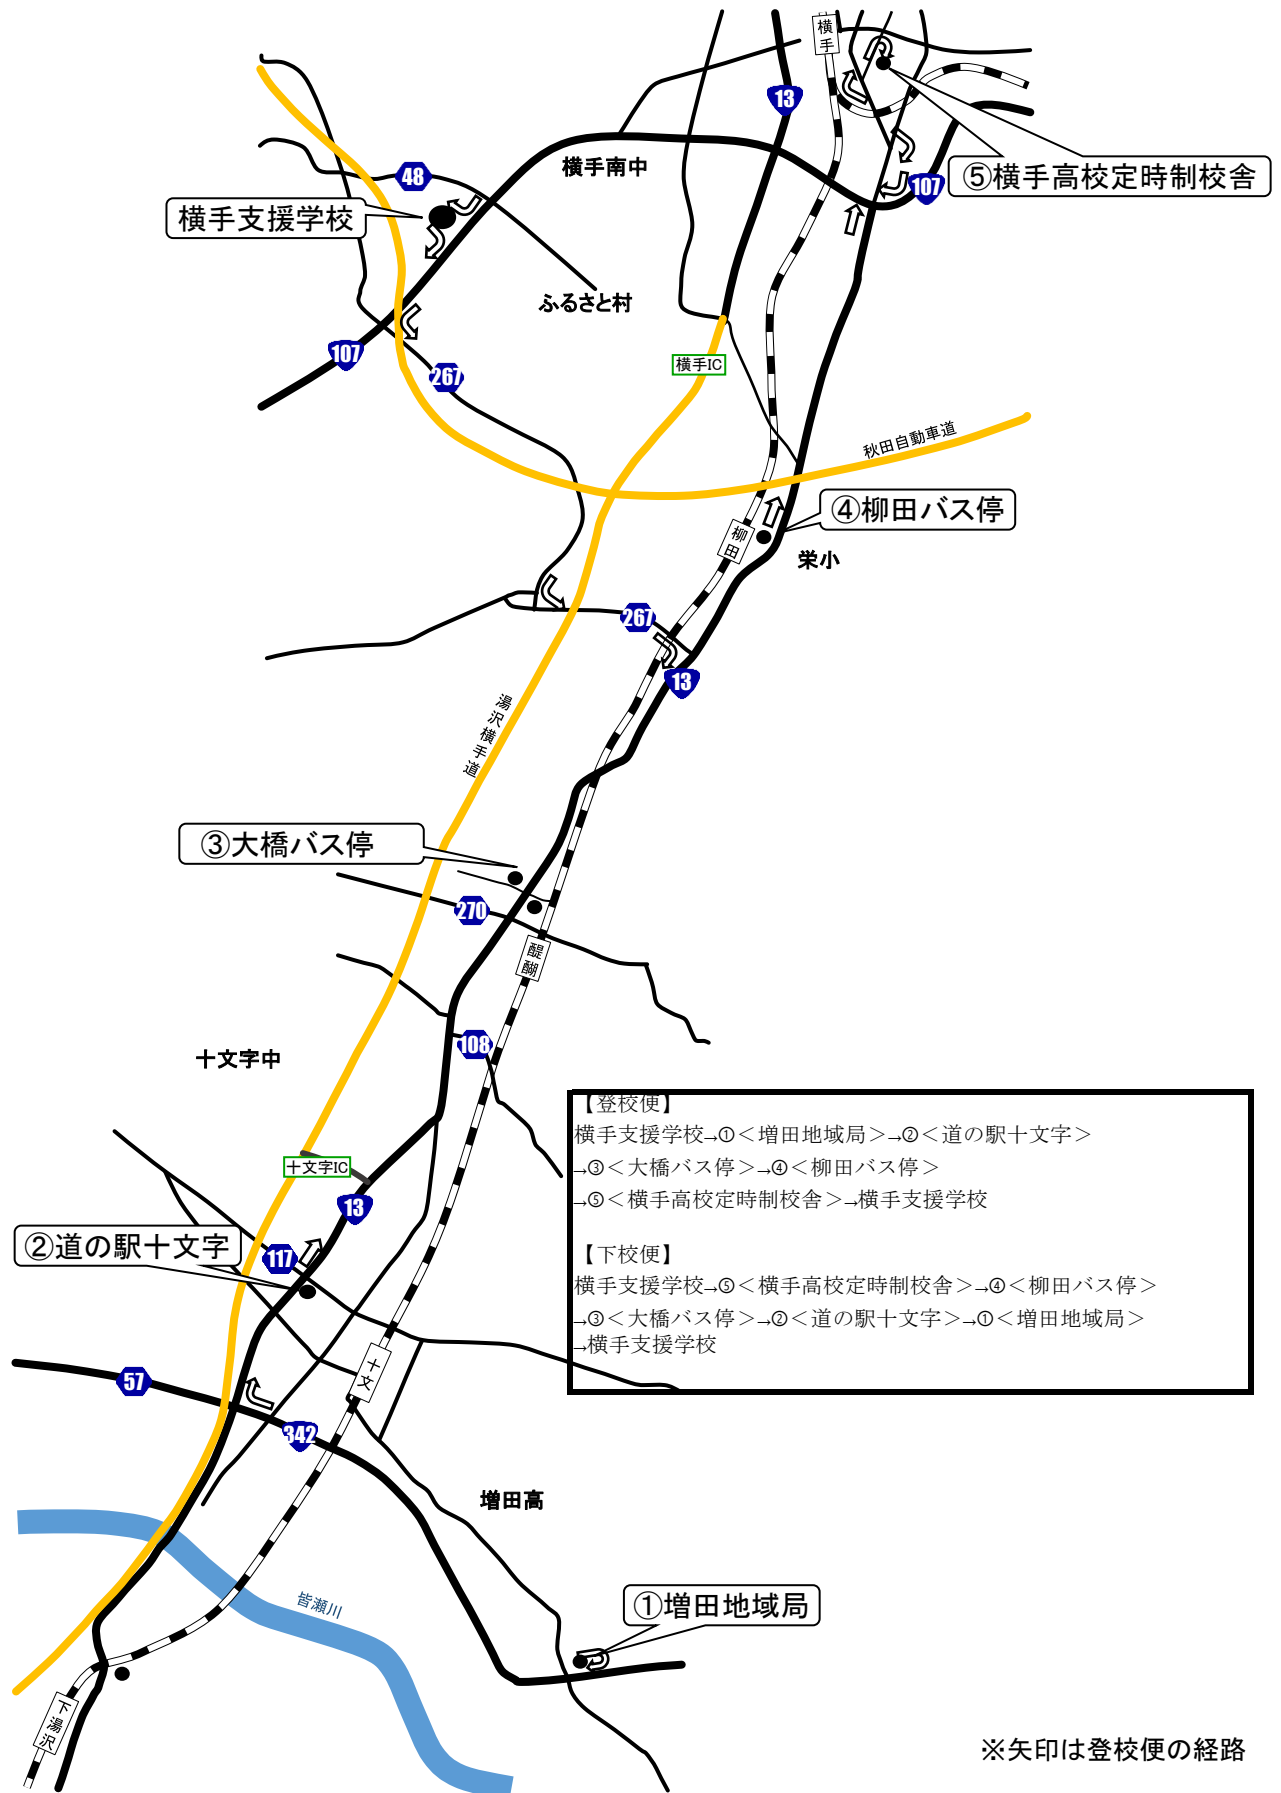 横手
13
⑤横手高校定時制校舎
横手南中
48
107
横手支援学校
ふるさと村
107
横手IC
267
秋田自動車道
④柳田バス停
柳田
栄小
267
13
湯沢横手道
③大橋バス停
270
醍醐
108
十文字中
【登校便】
横手支援学校→①＜増田地域局＞→②＜道の駅十文字＞
→③＜大橋バス停＞→④＜柳田バス停＞
→⑤＜横手高校定時制校舎＞→横手支援学校
【下校便】
横手支援学校→⑤＜横手高校定時制校舎＞→④＜柳田バス停＞
→③＜大橋バス停＞→②＜道の駅十文字＞→①＜増田地域局＞
→横手支援学校
十文字IC
13
②道の駅十文字
117
十文
57
342
増田高
皆瀬川
①増田地域局
下湯沢
※矢印は登校便の経路